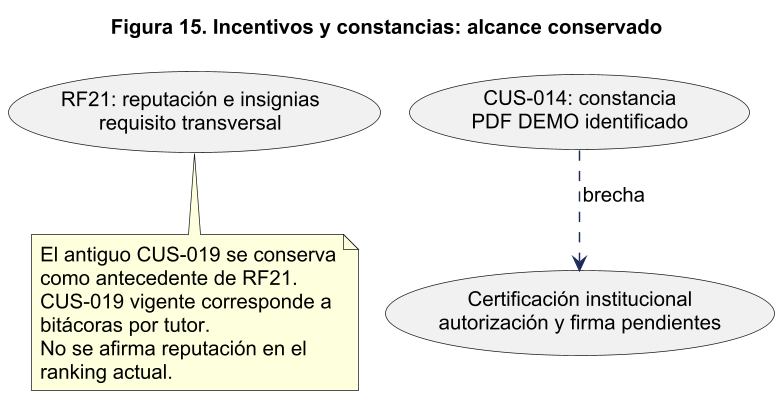 Figura 15. Incentivos y constancias: alcance conservado
RF21: reputación e insignias
requisito transversal
CUS-014: constancia
PDF DEMO identificado
brecha
El antiguo CUS-019 se conserva
como antecedente de RF21.
CUS-019 vigente corresponde a
bitácoras por tutor.
No se afirma reputación en el
ranking actual.
Certificación institucional
autorización y firma pendientes